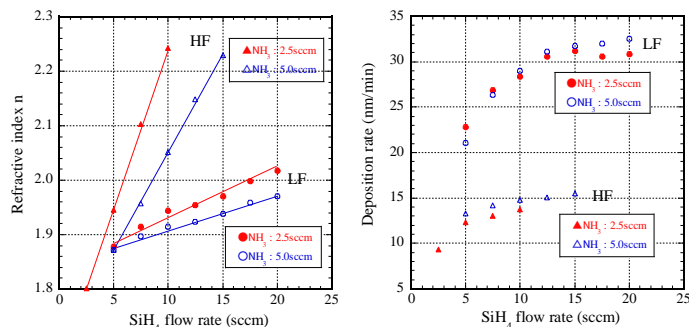 2.3
2.2
2.1
2.0
1.9
1.8
0 5 10 15 20 25
Refractive index n
SiH4 flow rate (sccm)
HF
NH3 : 2.5sccm
NH3 : 5.0sccm
LF
NH3 : 2.5sccm
NH3 : 5.0sccm
35
30
25
20
15
10
5
0 5 10 15 20 25
Deposition rate (nm/min)
SiH4 flow rate (sccm)
LF
NH3 : 2.5sccm
NH3 : 5.0sccm
HF
NH3 : 2.5sccm
NH3 : 5.0sccm